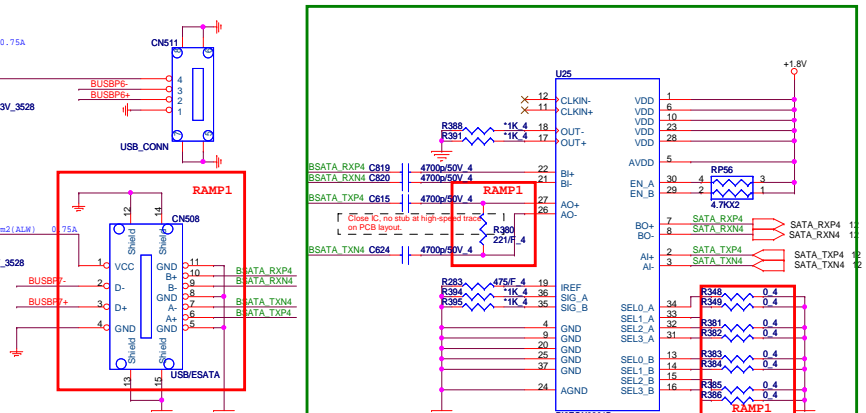 0.75A
CN511
BUSBP6-
BUSBP6+
4
3
2
1
3V_3528
USB_CONN
RAMP1
12
14
CN508
m2(ALW) 0.75A
Shield
Shield
_3528
1
VCC
GND
11
B+
10
BSATA_RXP4
BUSBP7-
2
D-
B-
9
BSATA_RXN4
GND
8
BUSBP7+
3
D+
A-
7
BSATA_TXN4
A+
6
BSATA_TXP4
4
GND
GND
5
Shield
Shield
USB/ESATA
13
15
U25
+1.8V
12
CLKIN-
11
CLKIN+
VDD
1
VDD
6
VDD
10
VDD
23
VDD
28
R388
*1K_4
18
OUT-
R391
*1K_4
17
OUT+
AVDD
5
BSATA_RXP4
C819
4700p/50V_4
22
BI+
BSATA_RXN4
C820
4700p/50V_4
21
BI-
RP56
EN_A
30
4
3
EN_B
29
2
1
4.7KX2
RAMP1
BSATA_TXP4
C615
4700p/50V_4
27
AO+
26
AO-
Close IC, no stub at high-speed trace
on PCB layout.
R380
221/F_4
BO+
7
SATA_RXP4
SATA_RXP4 12
BO-
8
SATA_RXN4
SATA_RXN4 12
BSATA_TXN4
C624
4700p/50V_4
AI+
2
SATA_TXP4
SATA_TXP4 12
AI-
3
SATA_TXN4
SATA_TXN4 12
R283
475/F_4
19
IREF
R394
*1K_4
36
SIG_A
R395
*1K_4
35
SIG_B
SEL0_A
34
R348
0_4
SEL1_A
33
R349
0_4
SEL2_A
32
R381
0_4
SEL3_A
31
R382
0_4
4
GND
9
GND
20
GND
25
GND
37
GND
SEL0_B
13
R383
0_4
SEL1_B
14
R384
0_4
SEL2_B
15
R385
0_4
SEL3_B
16
R386
0_4
24
AGND
RAMP1